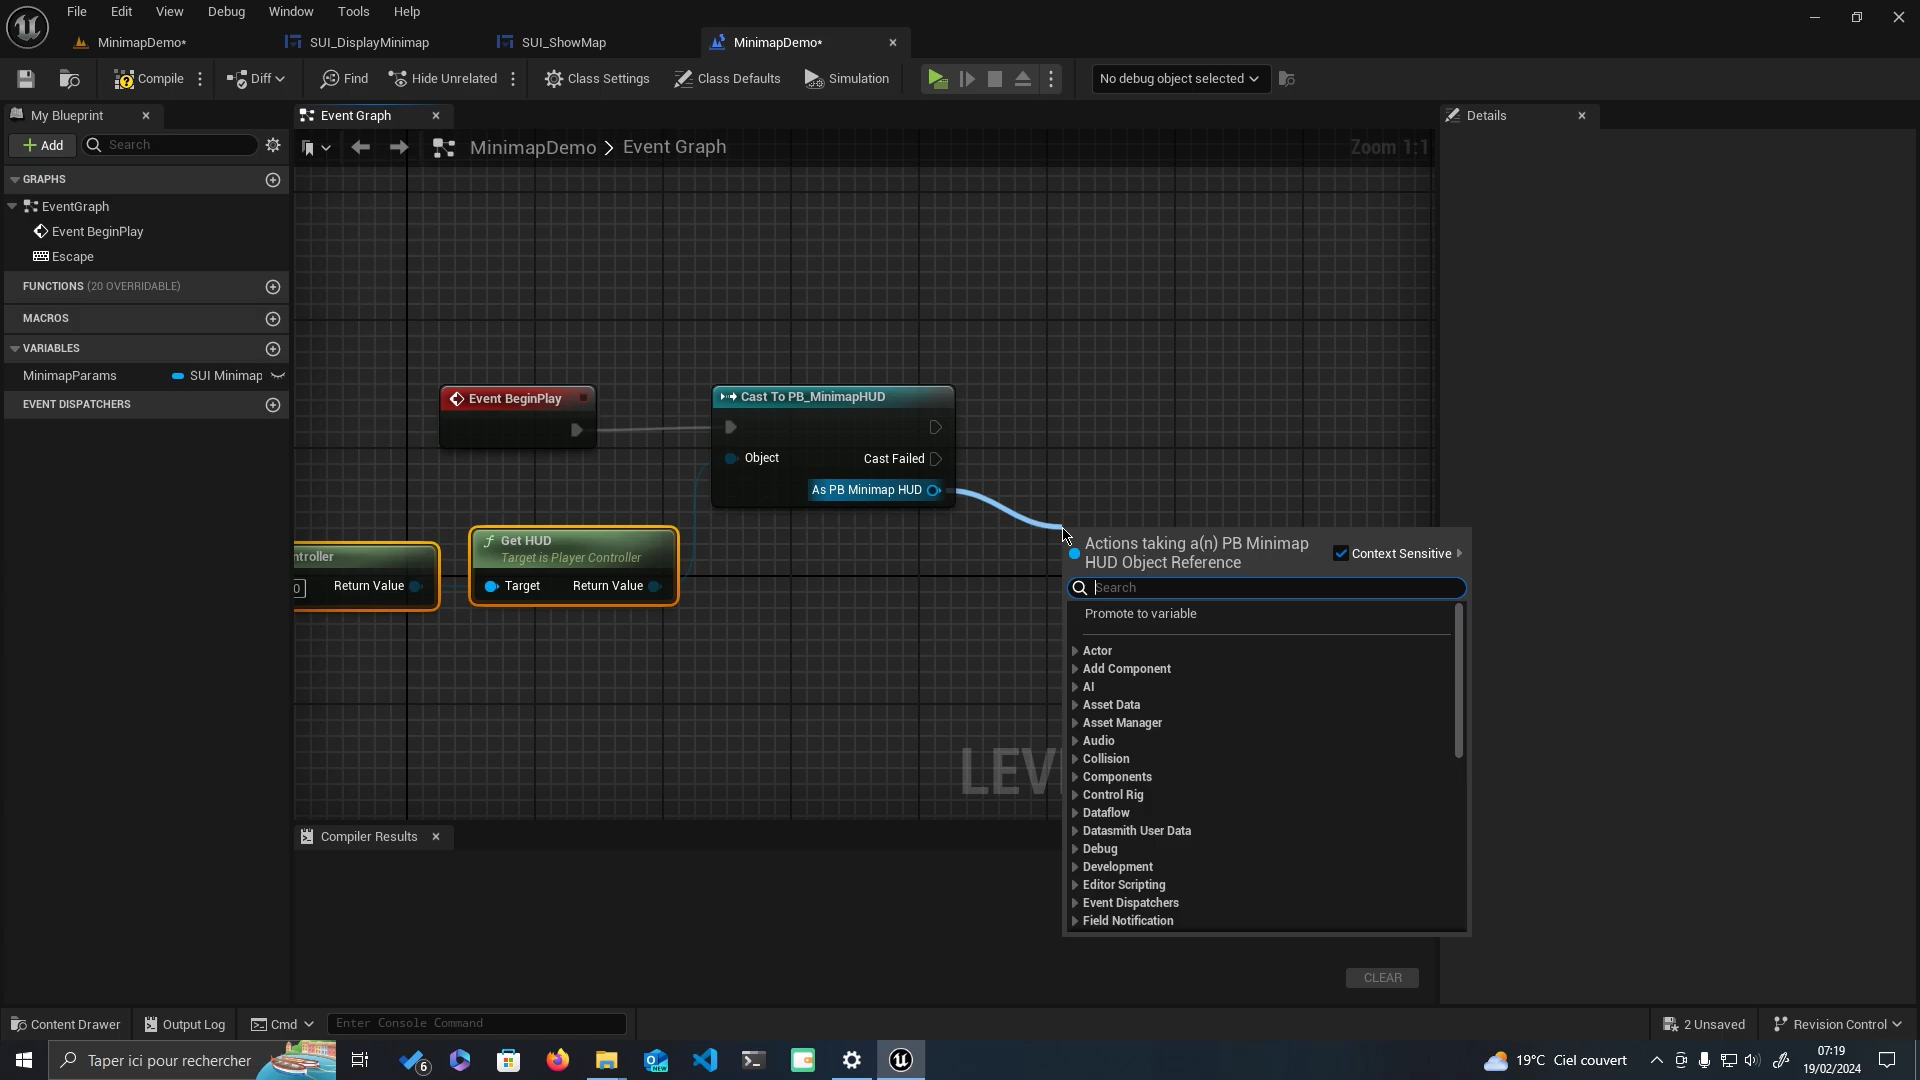 File Edit View Debug Window Tools Help
MinimapDemo* SUI_DisplayMinimap SUI_ShowMap MinimapDemo*
Compile Diff Find Hide Unrelated Class Settings Class Defaults Simulation No debug object selected
My Blueprint Event Graph Details
Add Search
MinimapDemo > Event Graph Zoom 1:1
GRAPHS
EventGraph
Event BeginPlay
Escape
FUNCTIONS (20 OVERRIDABLE)
MACROS
VARIABLES
MinimapParams SUI Minimap
EVENT DISPATCHERS
Event BeginPlay
Cast To PB_MinimapHUD
Object Cast Failed
As PB Minimap HUD
ntroller
0 Return Value
Get HUD
Target is Player Controller
Target Return Value
Actions taking a(n) PB Minimap
HUD Object Reference
Context Sensitive
Search
Promote to variable
Actor
Add Component
AI
Asset Data
Asset Manager
Audio
Collision
Components
Control Rig
Dataflow
Datasmith User Data
Debug
Development
Editor Scripting
Event Dispatchers
Field Notification
LEV
Compiler Results
CLEAR
Content Drawer Output Log Cmd Enter Console Command 2 Unsaved Revision Control
Taper ici pour rechercher 6 NEW 19°C Ciel couvert 07:19
19/02/2024